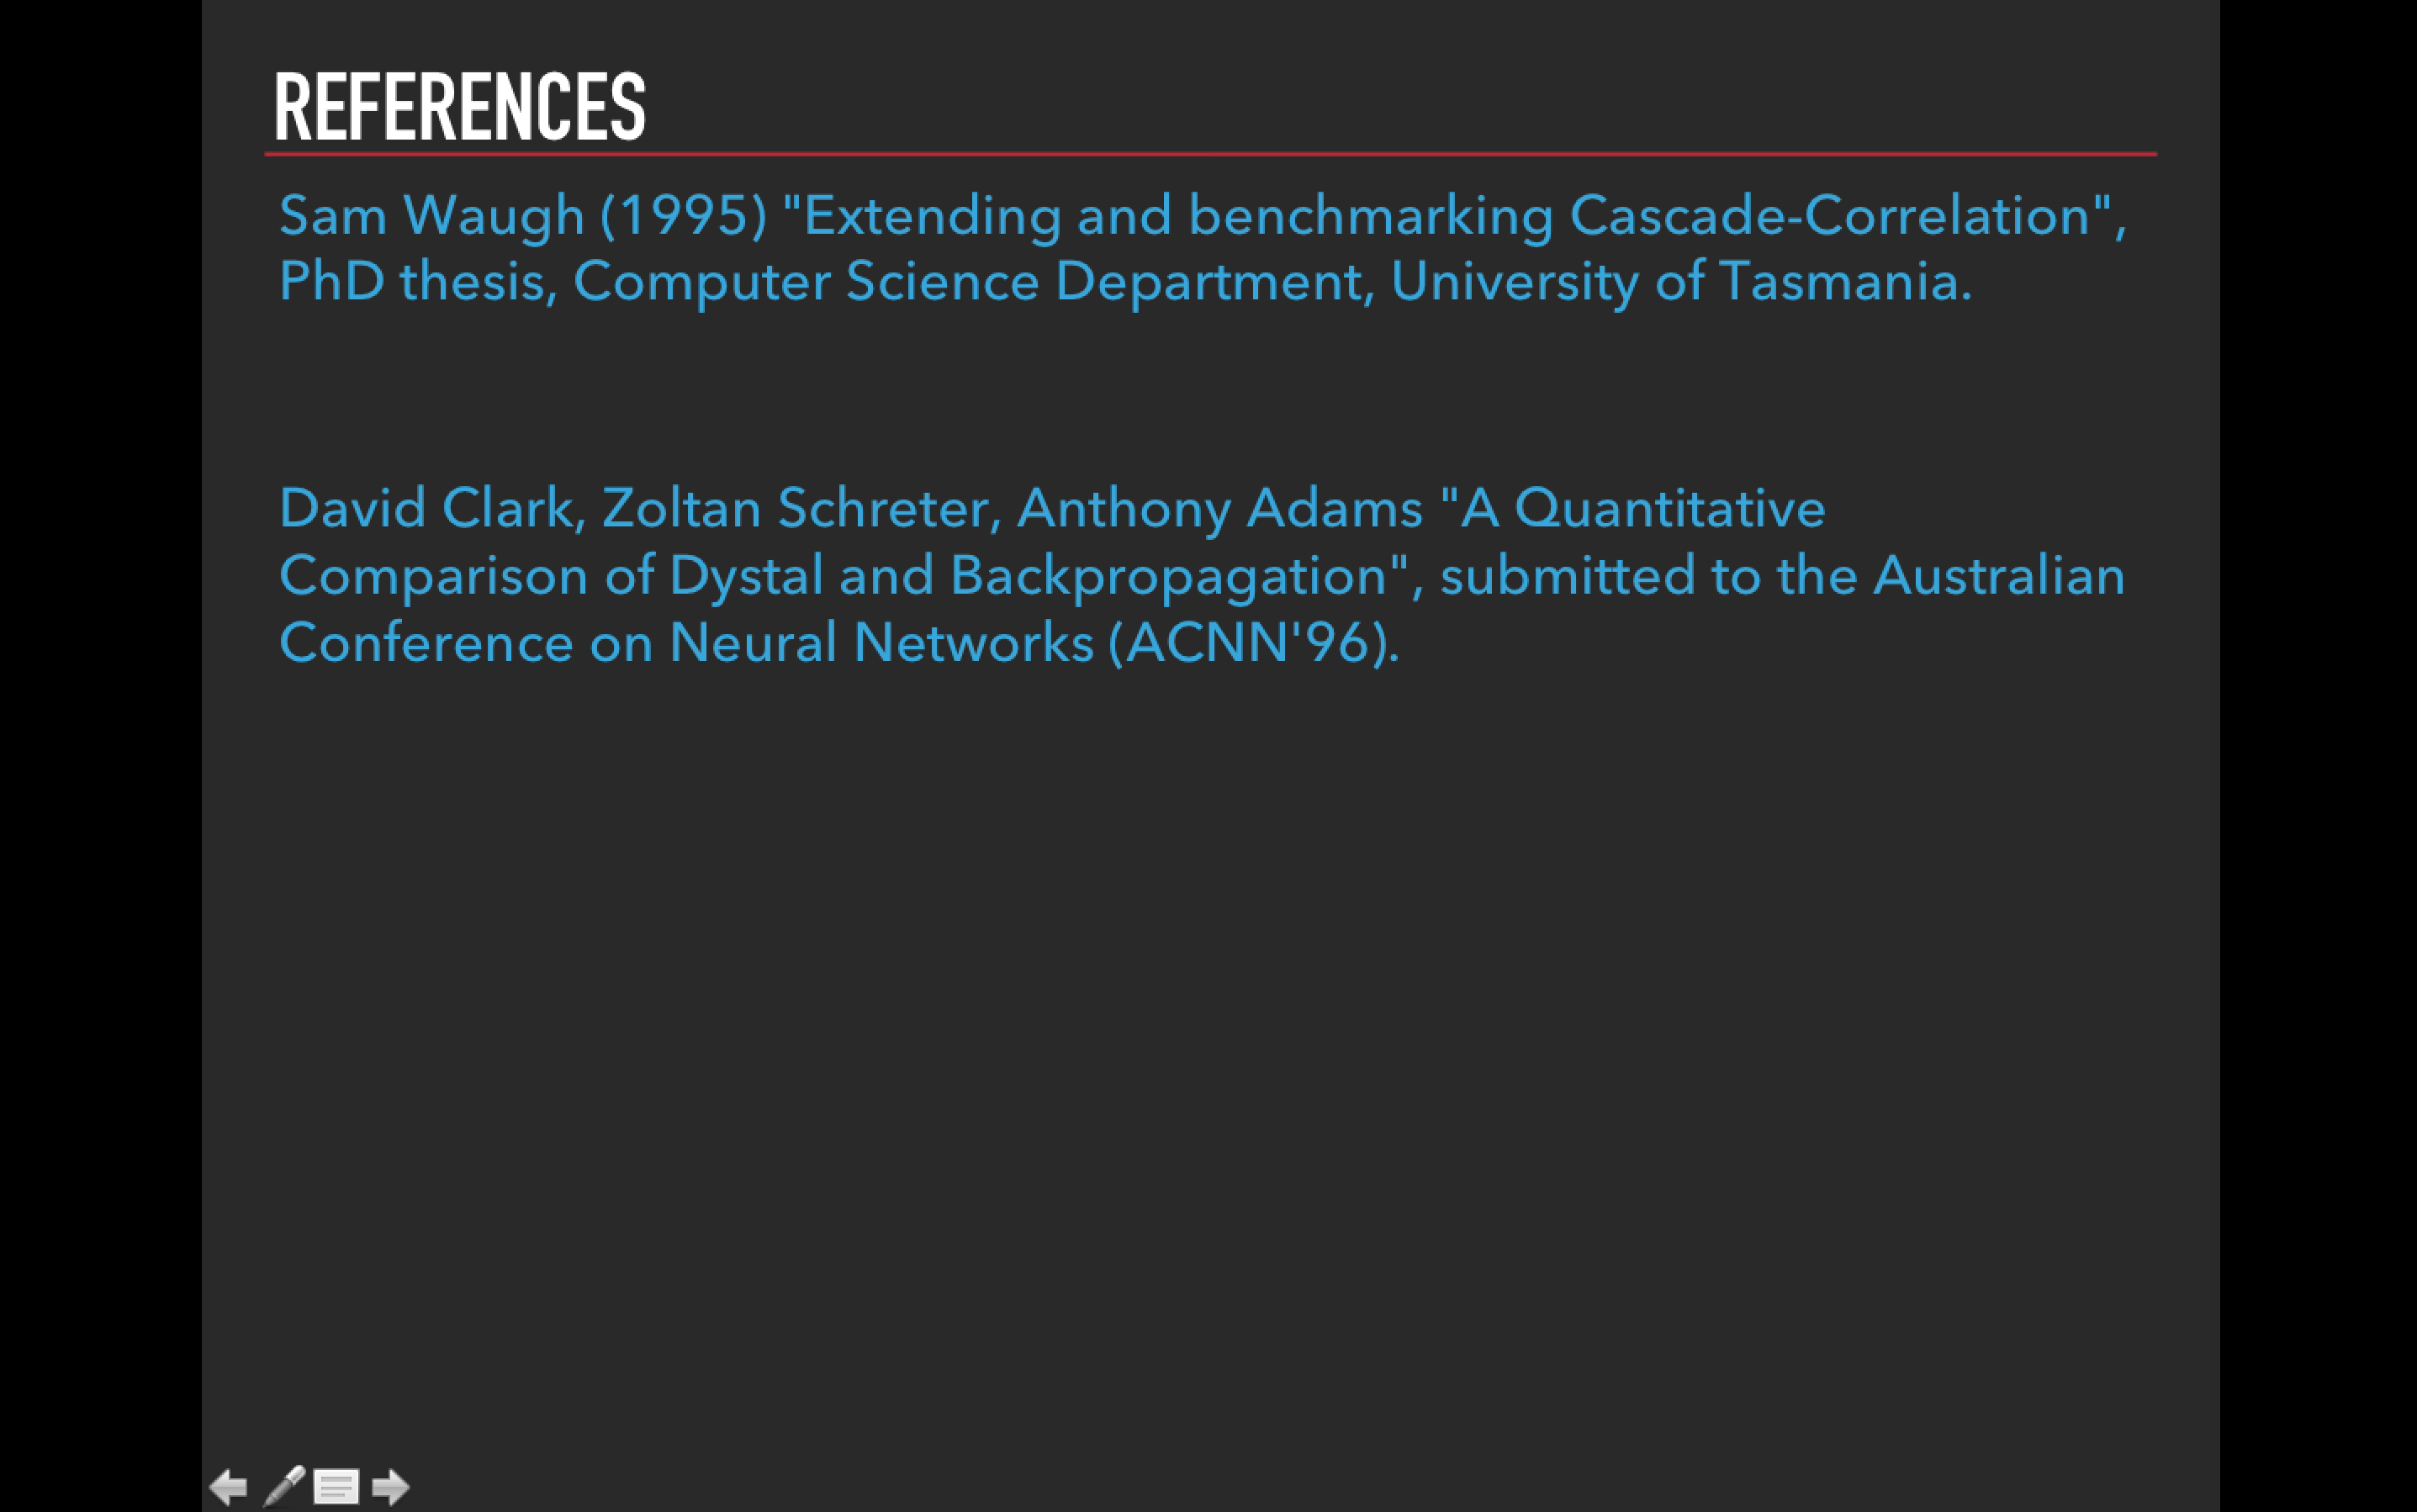 REFERENCES
Sam Waugh (1995) "Extending and benchmarking Cascade-Correlation",
PhD thesis, Computer Science Department, University of Tasmania.
David Clark, Zoltan Schreter, Anthony Adams "A Quantitative
Comparison of Dystal and Backpropagation", submitted to the Australian
Conference on Neural Networks (ACNN'96).